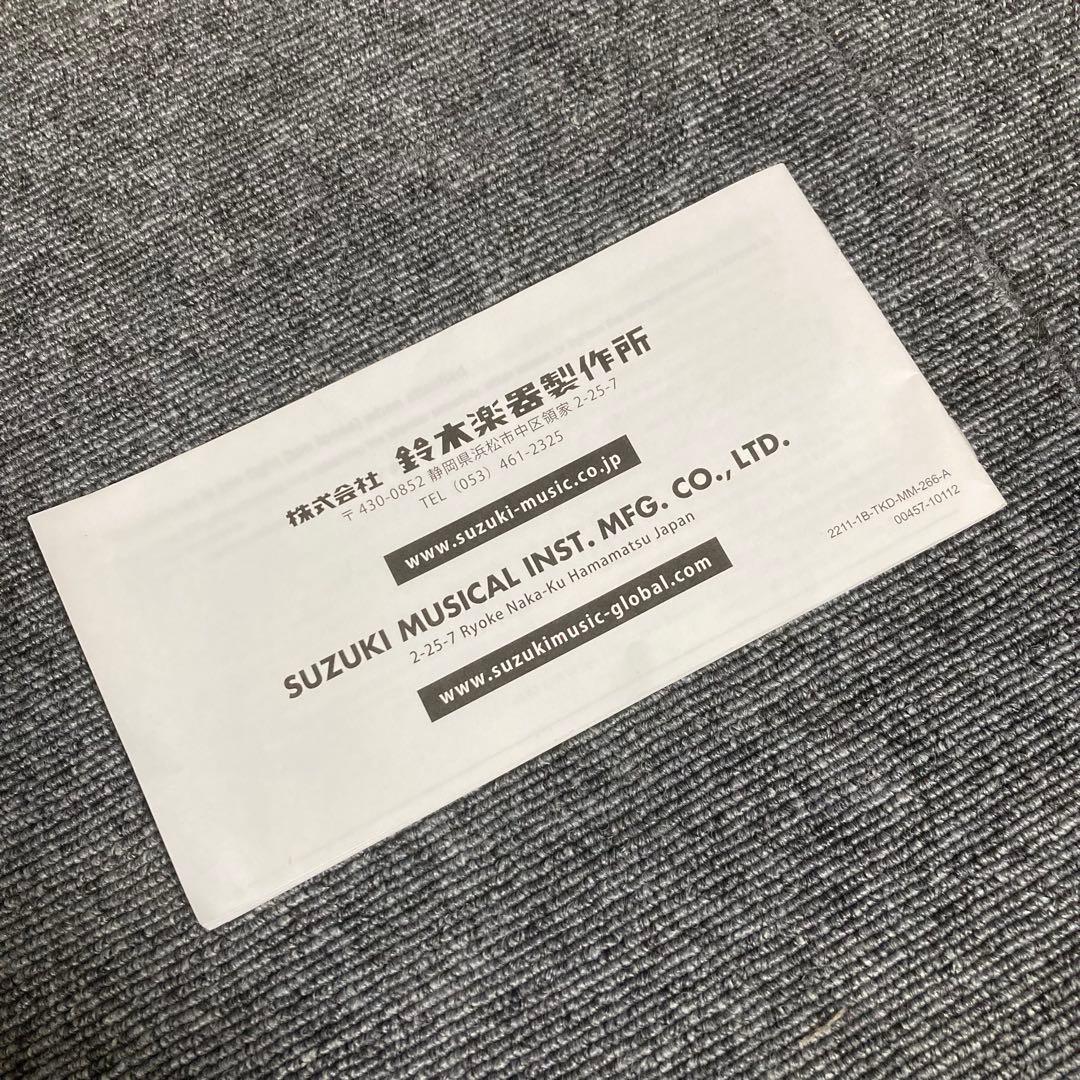 株式会社 鈴木楽器製作所
〒430-0852 静岡県浜松市中区領家 2-25-7
TEL（053）461-2325
www.suzuki-music.co.jp
SUZUKI MUSICAL INST. MFG. CO., LTD.
2-25-7 Ryoke Naka-Ku Hamamatsu Japan
www.suzukimusic-global.com
2211-1B-TKD-MM-266-A
00457-10112